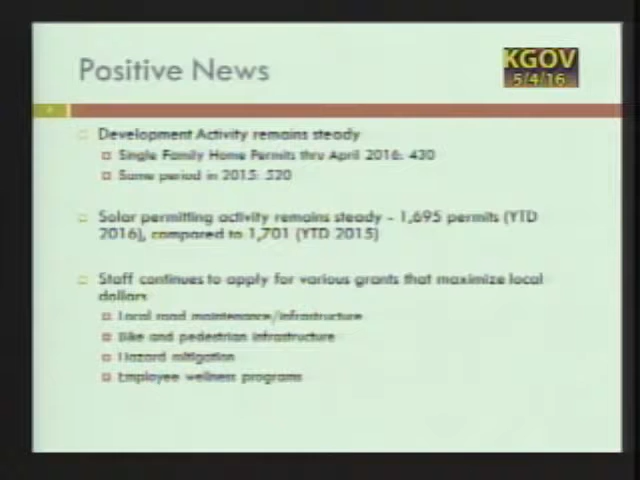 Positive News
KGOV
5/4/16
Development Activity remains steady
Single Family Home Permits thru April 2016: 430
Same period in 2015: 520
Solar permitting activity remains steady - 1,695 permits (YTD
2016), compared to 1,701 (YTD 2015)
Staff continues to apply for various grants that maximize local
dollars
Local road maintenance/infrastructure
Bike and pedestrian infrastructure
Hazard mitigation
Employee wellness programs